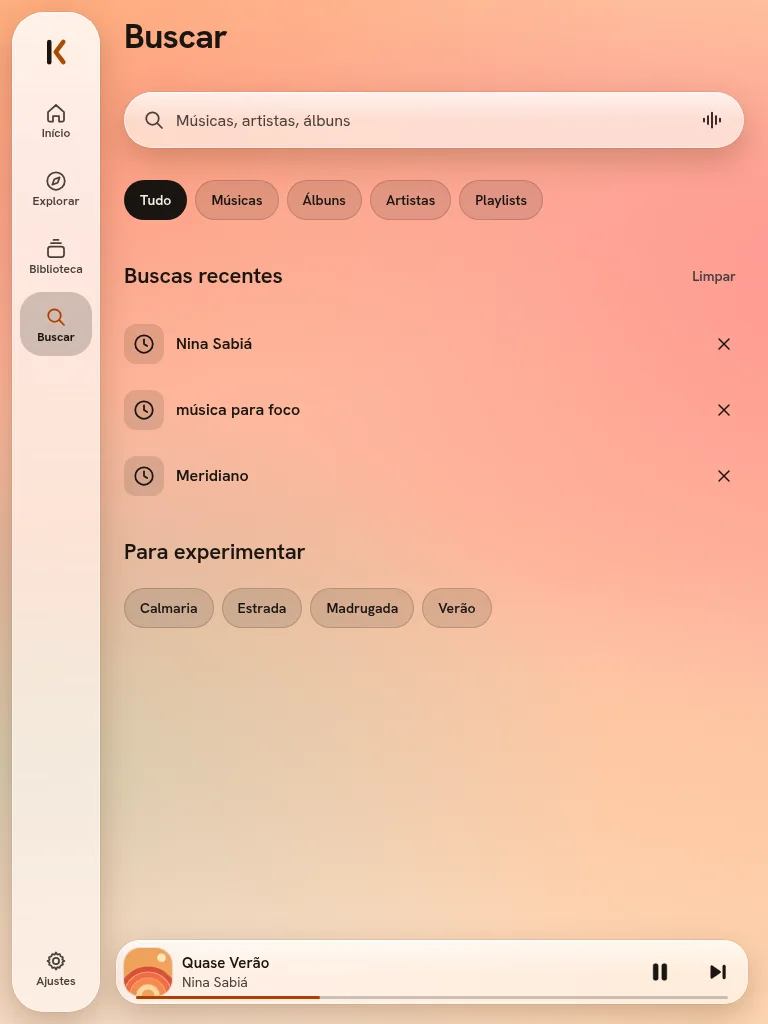 Buscar
Início
Explorar
Biblioteca
Buscar
Ajustes
Músicas, artistas, álbuns
Tudo
Músicas
Álbuns
Artistas
Playlists
Buscas recentes
Limpar
Nina Sabiá
música para foco
Meridiano
Para experimentar
Calmaria
Estrada
Madrugada
Verão
Quase Verão
Nina Sabiá